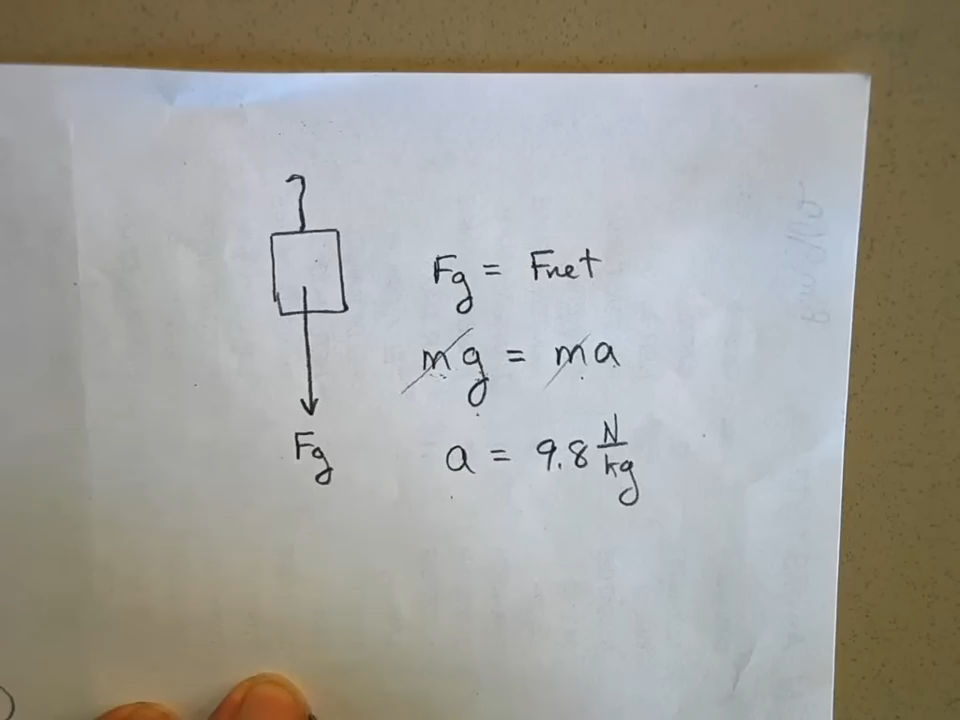 Fg = Fnet
mg = ma
a = 9.8 N/kg
Fg